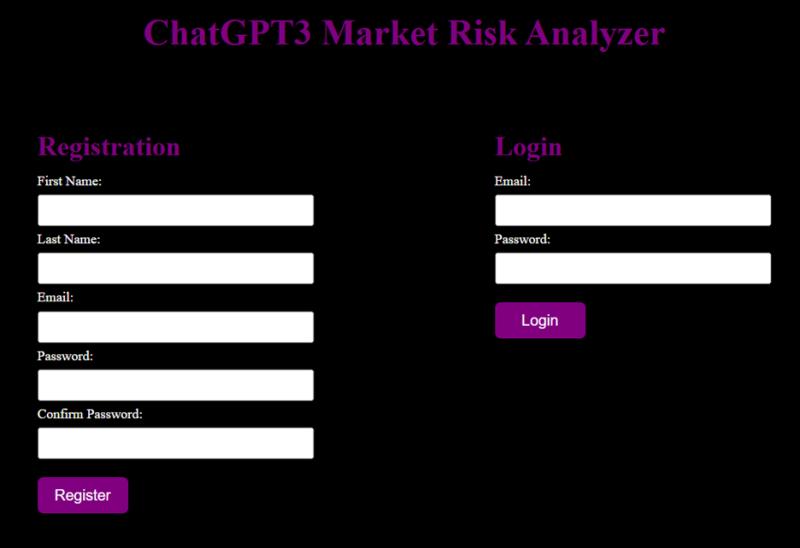 ChatGPT3 Market Risk Analyzer
Registration
First Name:
Last Name:
Email:
Password:
Confirm Password:
Register
Login
Email:
Password:
Login